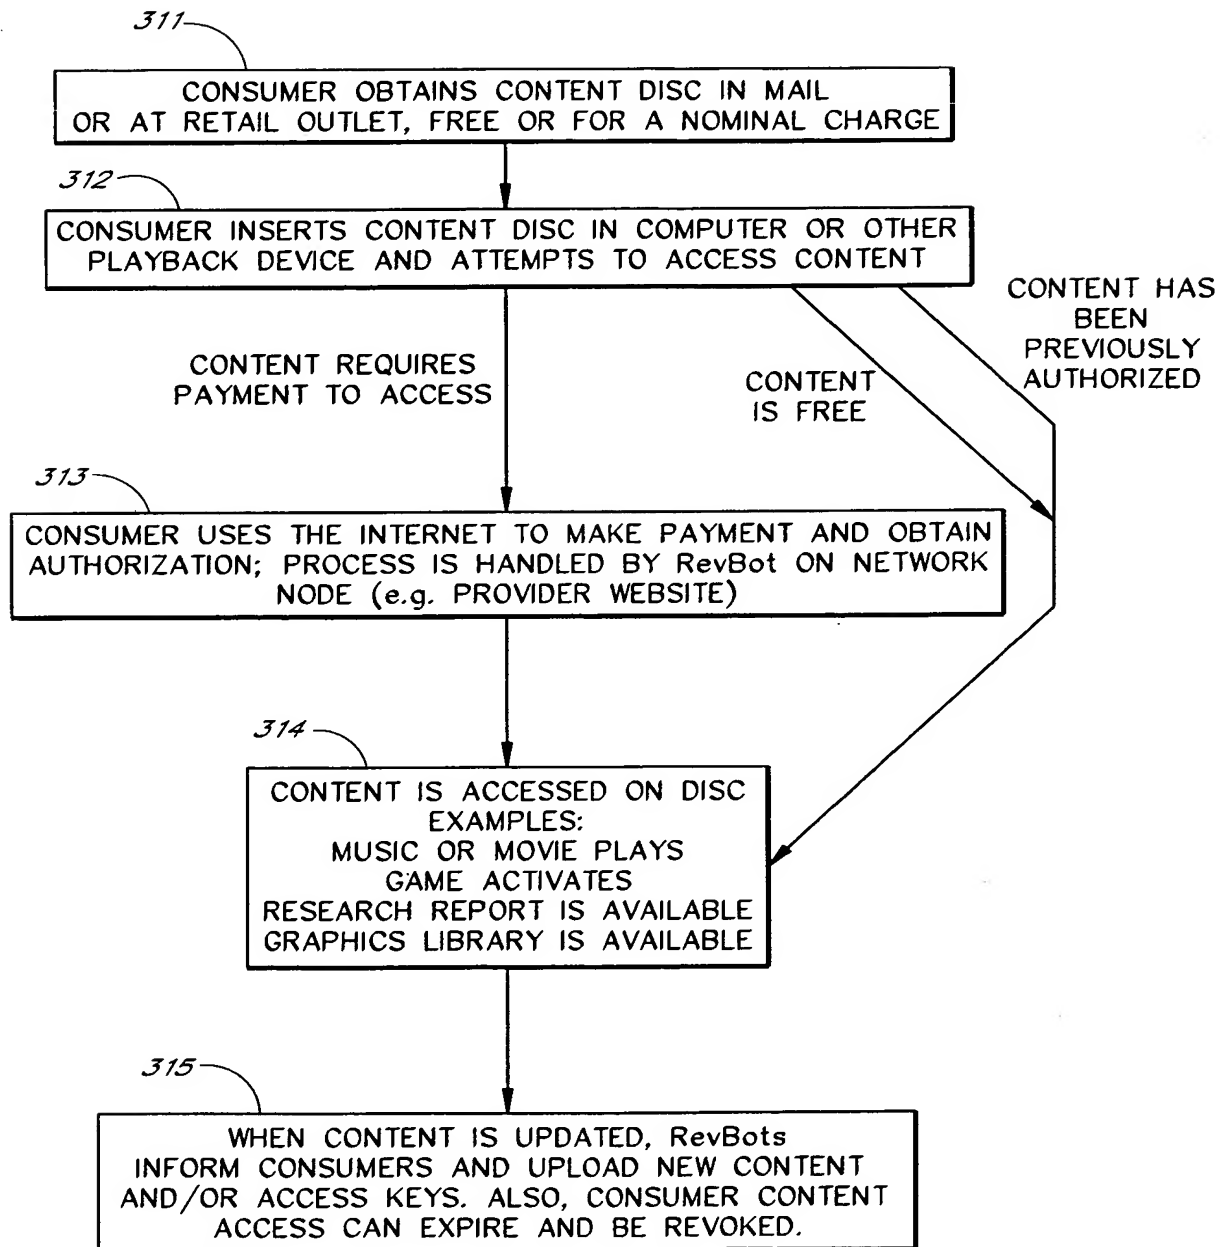 311
CONSUMER OBTAINS CONTENT DISC IN MAIL
OR AT RETAIL OUTLET, FREE OR FOR A NOMINAL CHARGE
312
CONSUMER INSERTS CONTENT DISC IN COMPUTER OR OTHER
PLAYBACK DEVICE AND ATTEMPTS TO ACCESS CONTENT
CONTENT REQUIRES
PAYMENT TO ACCESS
CONTENT
IS FREE
CONTENT HAS
BEEN
PREVIOUSLY
AUTHORIZED
313
CONSUMER USES THE INTERNET TO MAKE PAYMENT AND OBTAIN
AUTHORIZATION; PROCESS IS HANDLED BY RevBot ON NETWORK
NODE (e.g. PROVIDER WEBSITE)
314
CONTENT IS ACCESSED ON DISC
EXAMPLES:
MUSIC OR MOVIE PLAYS
GAME ACTIVATES
RESEARCH REPORT IS AVAILABLE
GRAPHICS LIBRARY IS AVAILABLE
315
WHEN CONTENT IS UPDATED, RevBots
INFORM CONSUMERS AND UPLOAD NEW CONTENT
AND/OR ACCESS KEYS. ALSO, CONSUMER CONTENT
ACCESS CAN EXPIRE AND BE REVOKED.